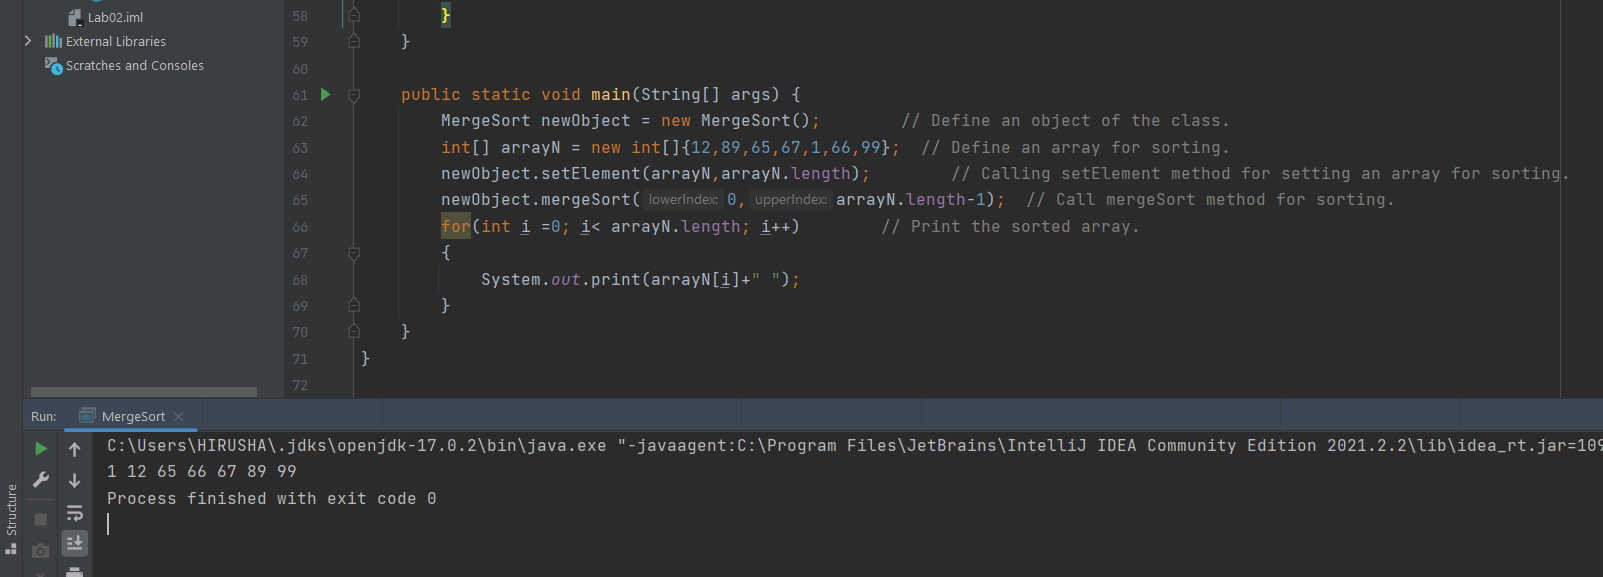 Lab02.iml
External Libraries
Scratches and Consoles
58 }
59 }
60
61 public static void main(String[] args) {
62 MergeSort newObject = new MergeSort(); // Define an object of the class.
63 int[] arrayN = new int[]{12,89,65,67,1,66,99}; // Define an array for sorting.
64 newObject.setElement(arrayN,arrayN.length); // Calling setElement method for setting an array for sorting.
65 newObject.mergeSort( lowerIndex: 0, upperIndex: arrayN.length-1); // Call mergeSort method for sorting.
66 for(int i =0; i< arrayN.length; i++) // Print the sorted array.
67 {
68 System.out.print(arrayN[i]+" ");
69 }
70 }
71 }
72
Run: MergeSort
C:\Users\HIRUSHA\.jdks\openjdk-17.0.2\bin\java.exe "-javaagent:C:\Program Files\JetBrains\IntelliJ IDEA Community Edition 2021.2.2\lib\idea_rt.jar=109
1 12 65 66 67 89 99
Process finished with exit code 0
Structure